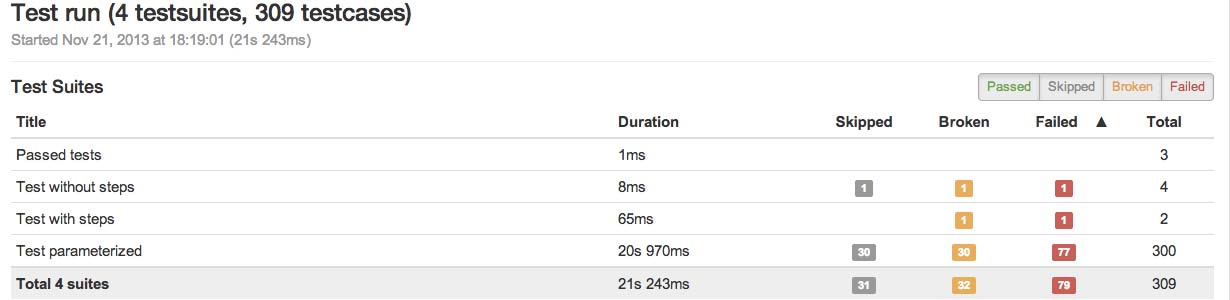 Test run (4 testsuites, 309 testcases)
Started Nov 21, 2013 at 18:19:01 (21s 243ms)
Test Suites Passed Skipped Broken Failed
Title Duration Skipped Broken Failed ▲ Total
Passed tests 1ms 3
Test without steps 8ms 1 1 1 4
Test with steps 65ms 1 1 2
Test parameterized 20s 970ms 30 30 77 300
Total 4 suites 21s 243ms 31 32 79 309